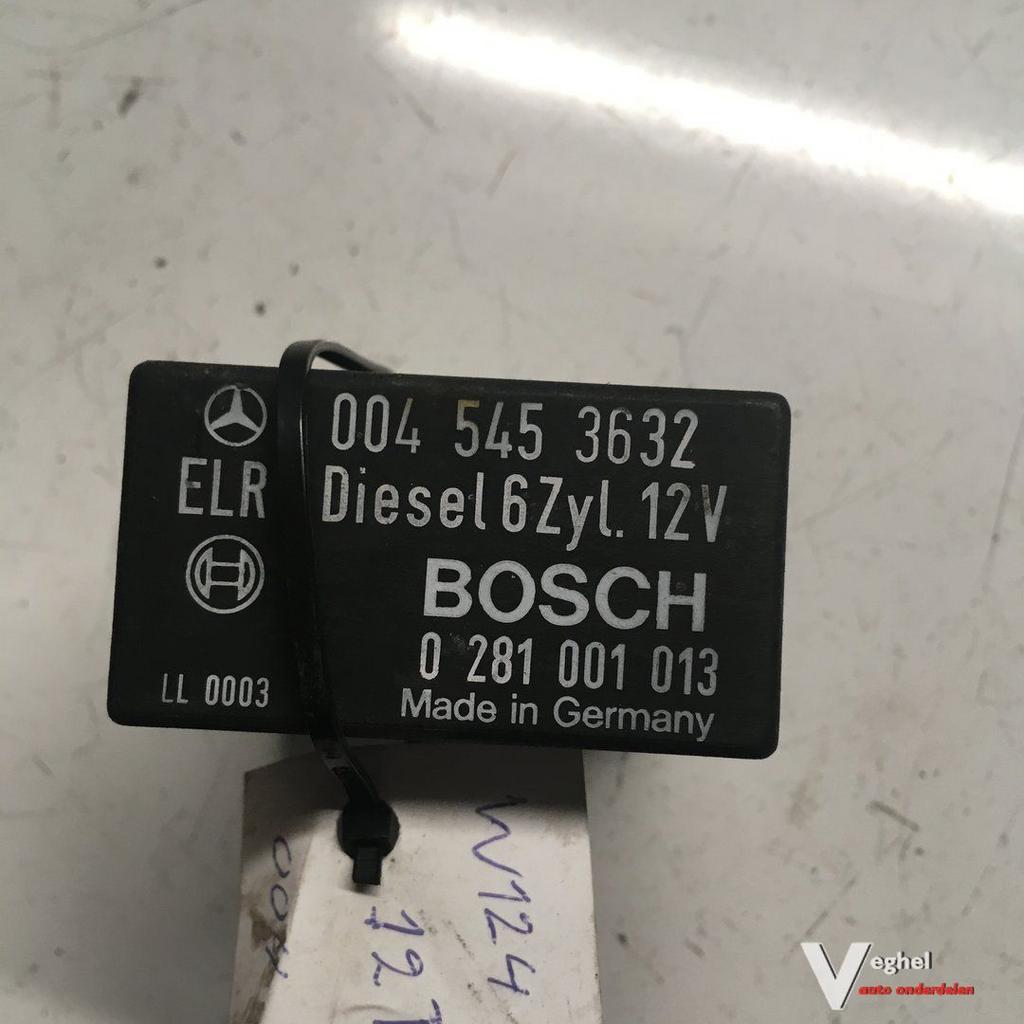 004 545 3632
ELR Diesel 6Zyl. 12V
BOSCH
0 281 001 013
LL 0003 Made in Germany
W124
004
Veghel
auto onderdelen